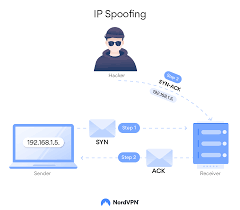 IP Spoofing
Hacker
Step 3
SYN-ACK
192.168.1.5.
192.168.1.5.
SYN
Step 1
Step 2
ACK
Sender
Receiver
NordVPN